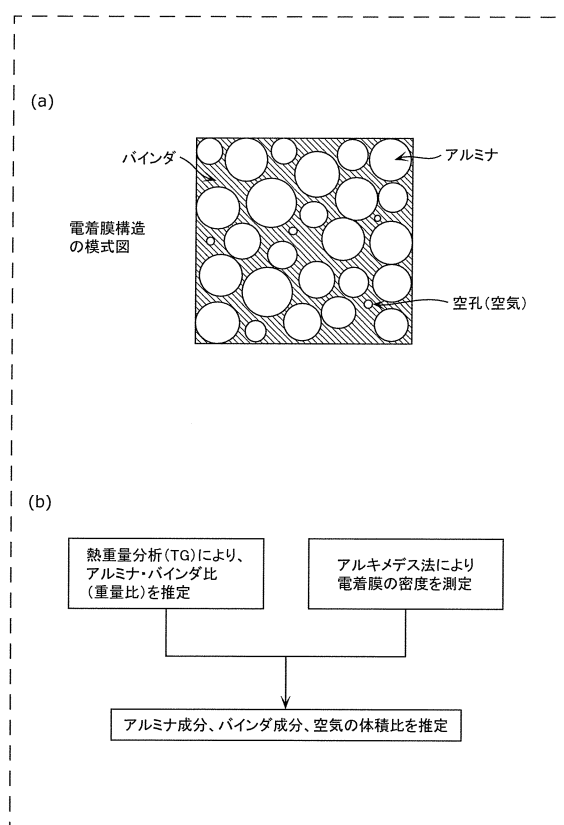 (a)
バインダ
アルミナ
電着膜構造
の模式図
空孔(空気)
(b)
熱重量分析(TG)により、
アルミナ・バインダ比
(重量比)を推定
アルキメデス法により
電着膜の密度を測定
アルミナ成分、バインダ成分、空気の体積比を推定